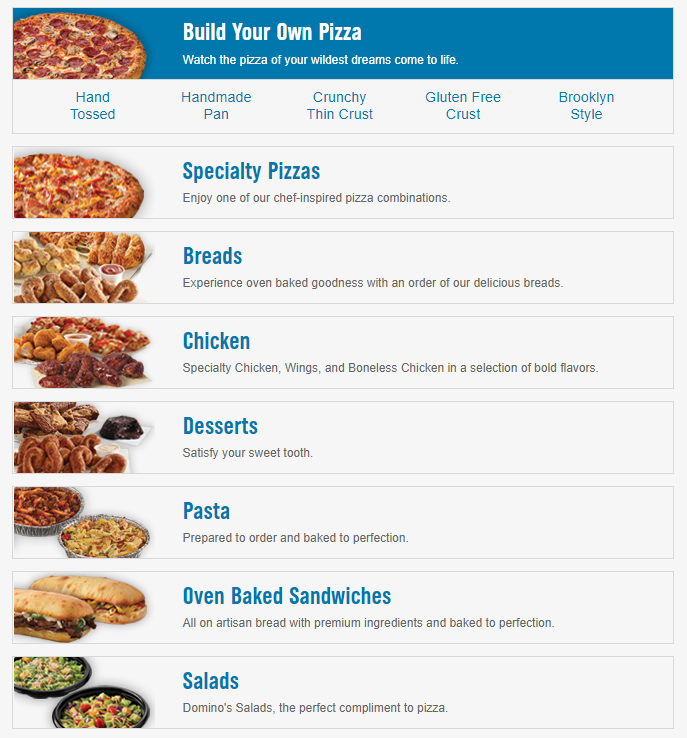 Build Your Own Pizza
Watch the pizza of your wildest dreams come to life.
Hand Tossed
Handmade Pan
Crunchy Thin Crust
Gluten Free Crust
Brooklyn Style
Specialty Pizzas
Enjoy one of our chef-inspired pizza combinations.
Breads
Experience oven baked goodness with an order of our delicious breads.
Chicken
Specialty Chicken, Wings, and Boneless Chicken in a selection of bold flavors.
Desserts
Satisfy your sweet tooth.
Pasta
Prepared to order and baked to perfection.
Oven Baked Sandwiches
All on artisan bread with premium ingredients and baked to perfection.
Salads
Domino's Salads, the perfect compliment to pizza.